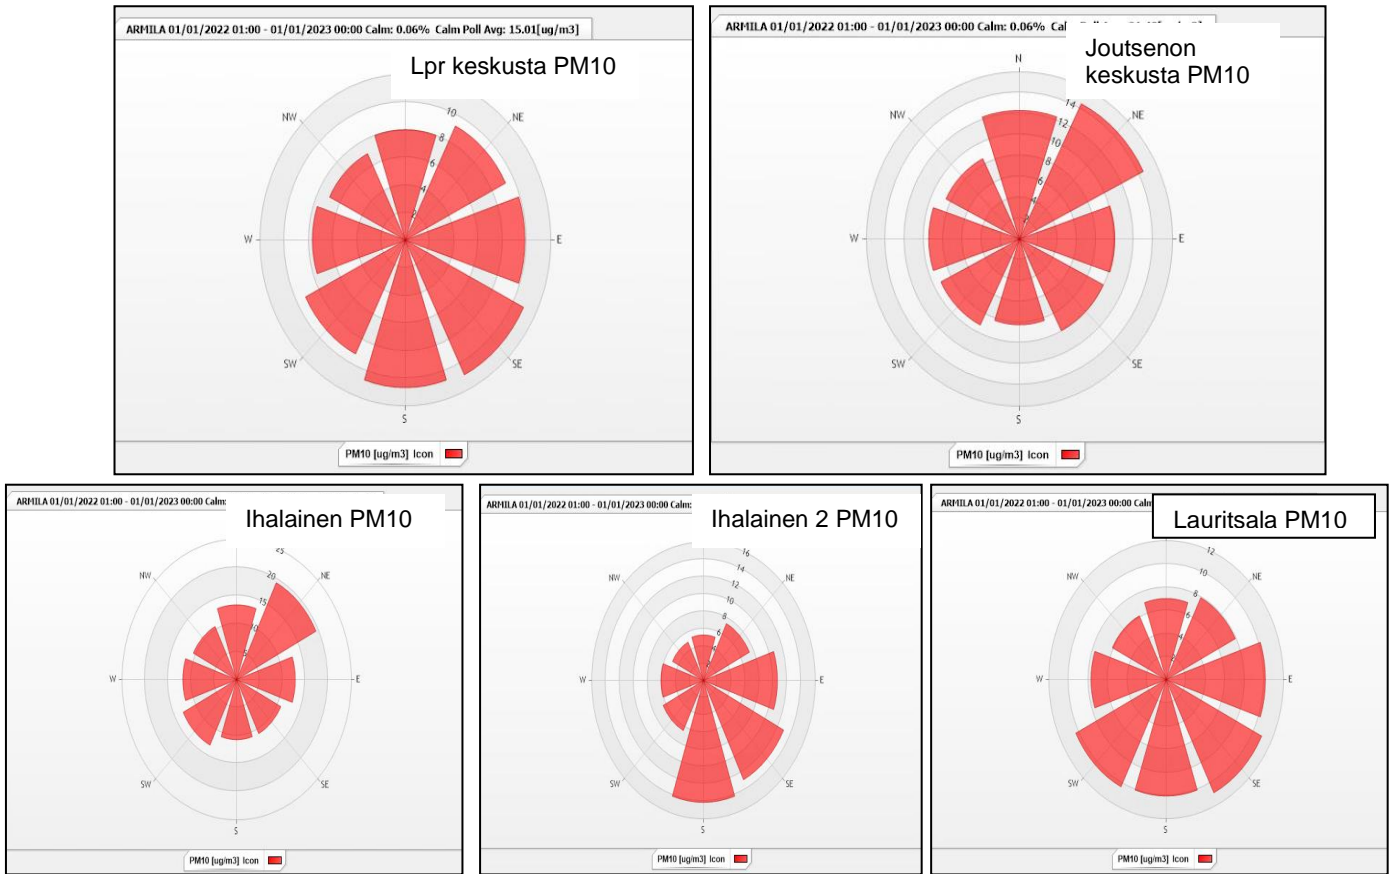 ARMILA 01/01/2022 01:00 - 01/01/2023 00:00 Calm: 0.06% Calm Poll Avg: 15.01[ug/m3]
Lpr keskusta PM10
NW
NE
W
E
SW
SE
S
10
8
6
4
2
PM10 [ug/m3] Icon
ARMILA 01/01/2022 01:00 - 01/01/2023 00:00 Calm: 0.06%
Joutsenon
keskusta PM10
N
NW
NE
W
E
SW
SE
S
14
12
10
8
6
4
2
PM10 [ug/m3] Icon
ARMILA 01/01/2022 01:00 - 01/01/2023 00:00 Calm:
Ihalainen PM10
NW
NE
W
E
SW
SE
S
25
20
15
10
5
PM10 [ug/m3] Icon
ARMILA 01/01/2022 01:00 - 01/01/2023 00:00 Calm:
Ihalainen 2 PM10
NW
NE
W
E
SW
SE
S
16
14
12
10
8
6
4
2
PM10 [ug/m3] Icon
ARMILA 01/01/2022 01:00 - 01/01/2023 00:00
Lauritsala PM10
NW
NE
W
E
SW
SE
S
12
10
8
6
4
2
PM10 [ug/m3] Icon